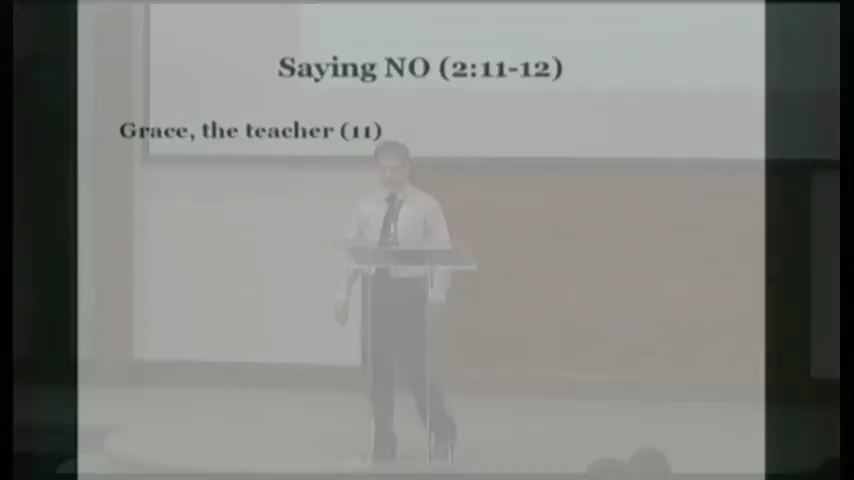 Saying NO (2:11-12)
Grace, the teacher (11)